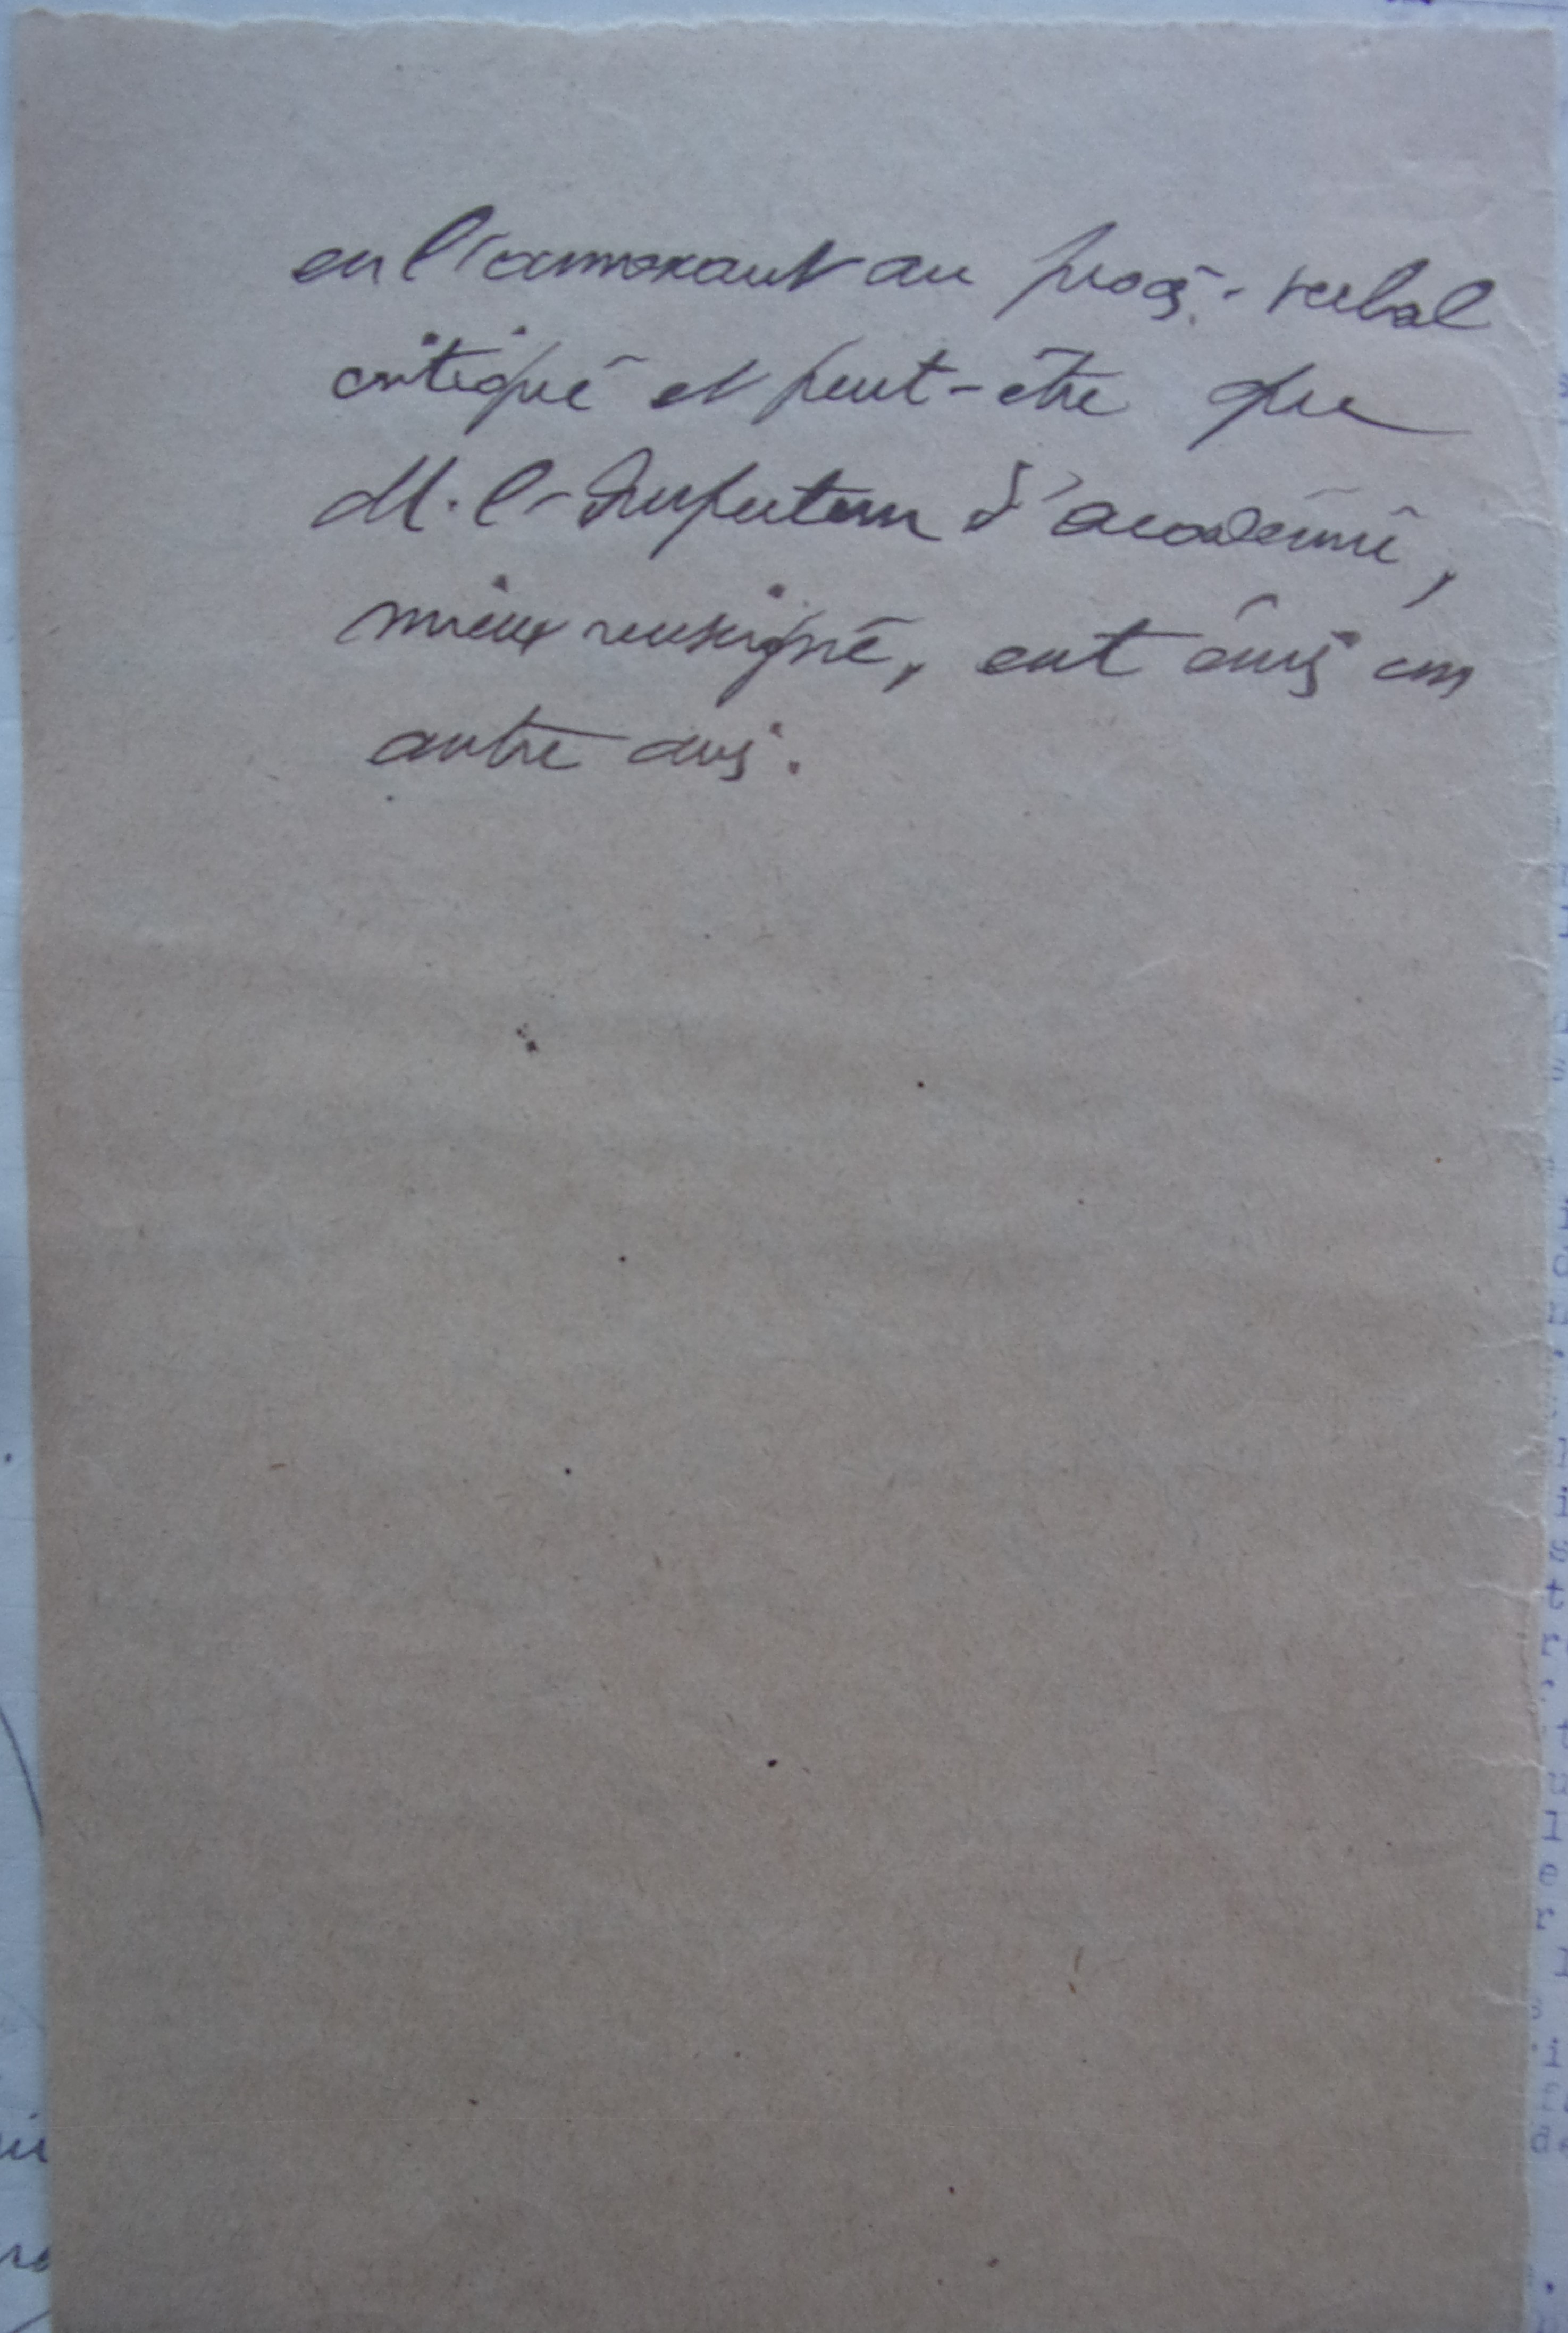 en l'annexant au procès-verbal
critiqué et peut-être que
M. l'Inspecteur d'académie,
mieux renseigné, eut émis un
autre avis.